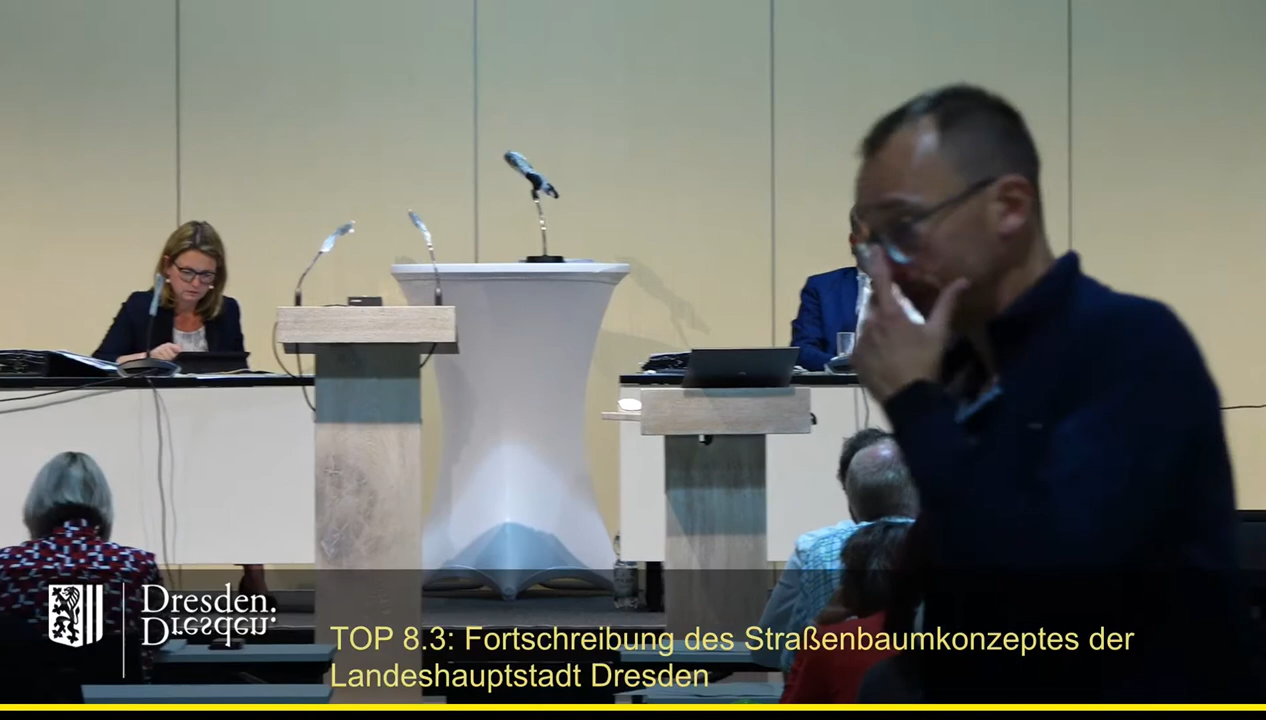 Dresden.
Dresden.
TOP 8.3: Fortschreibung des Straßenbaumkonzeptes der
Landeshauptstadt Dresden